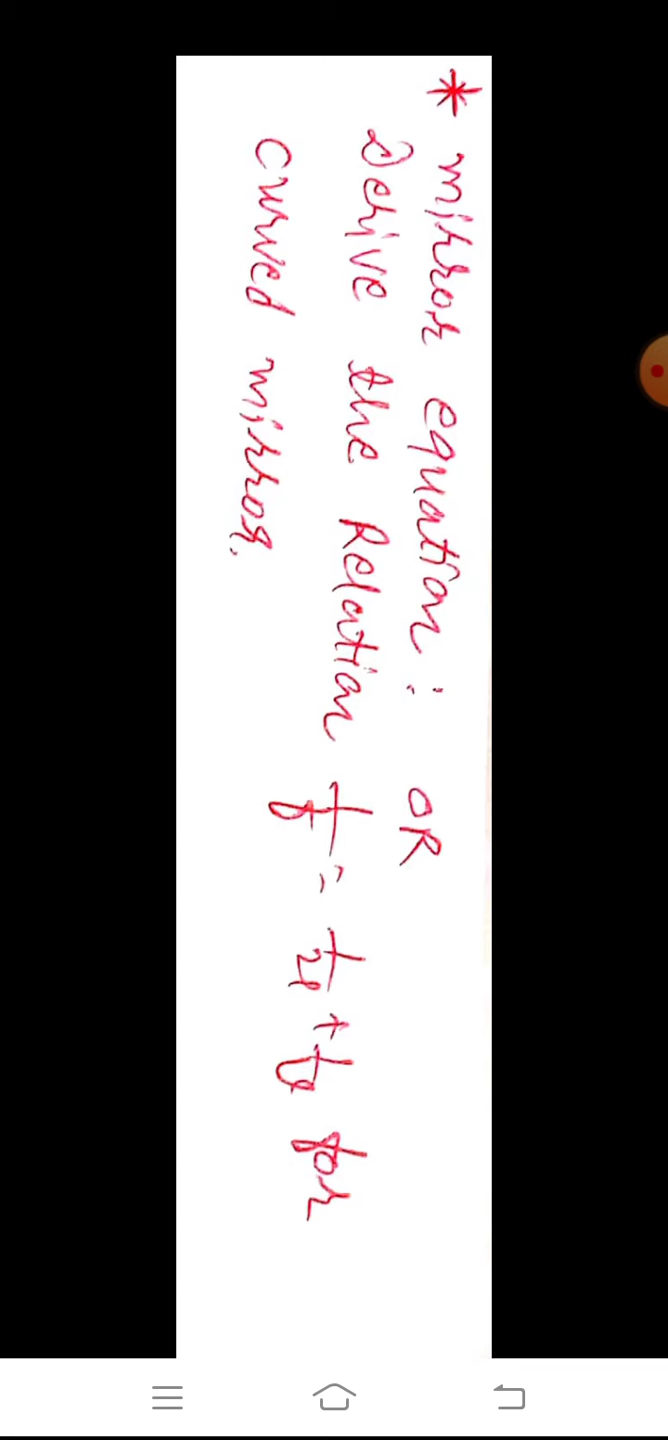 * mirror equation : OR
Derive the Relation 1/f = 1/u + 1/v for
curved mirror.